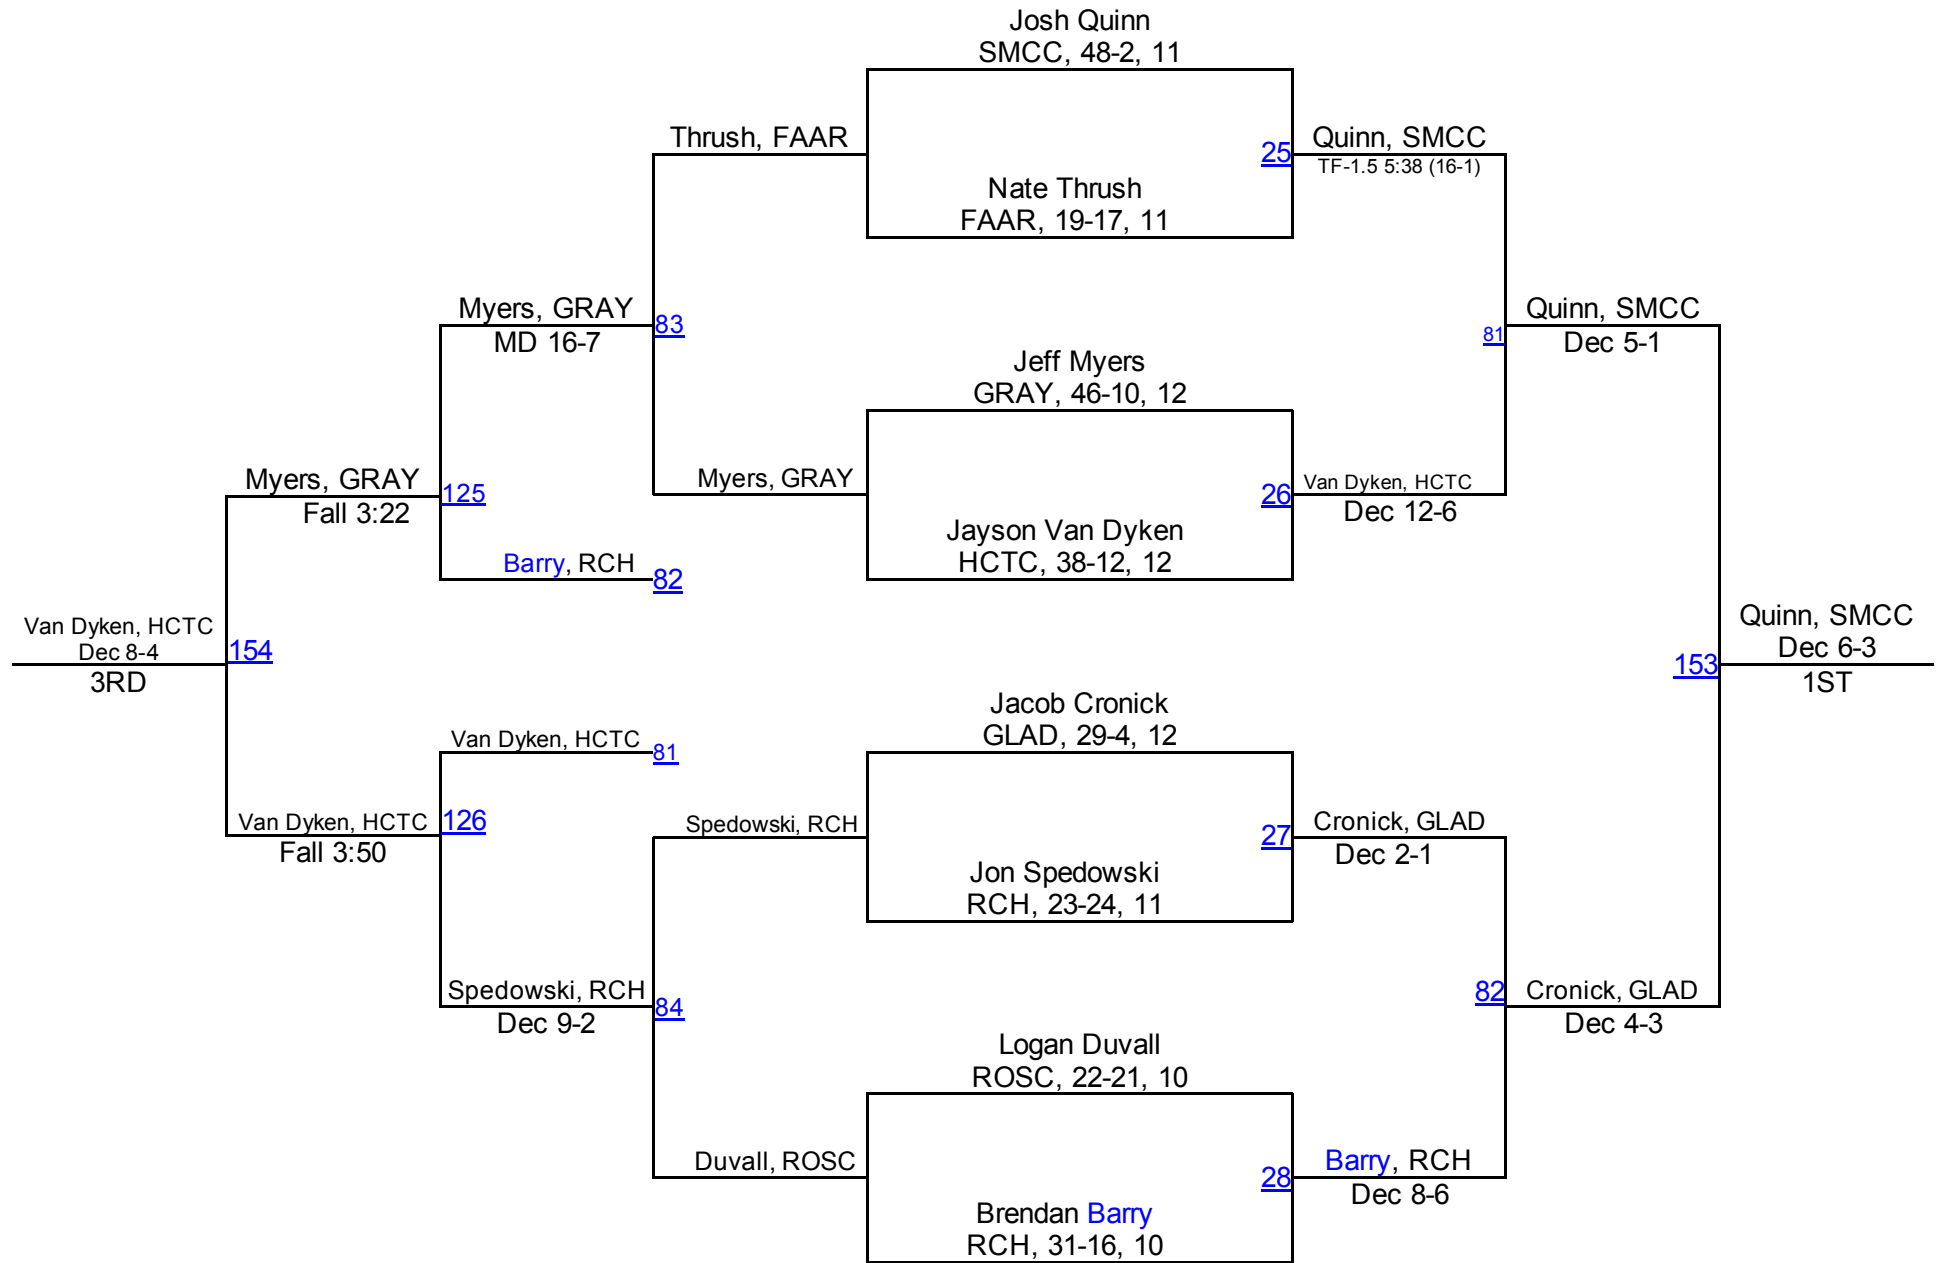 Josh Quinn
SMCC, 48-2, 11
Thrush, FAAR
25
Quinn, SMCC
TF-1.5 5:38 (16-1)
Nate Thrush
FAAR, 19-17, 11
Myers, GRAY
MD 16-7
83
81
Quinn, SMCC
Dec 5-1
Jeff Myers
GRAY, 46-10, 12
Myers, GRAY
Fall 3:22
125
Myers, GRAY
26
Van Dyken, HCTC
Dec 12-6
Jayson Van Dyken
HCTC, 38-12, 12
Barry, RCH
82
Van Dyken, HCTC
Dec 8-4
3RD
154
153
Quinn, SMCC
Dec 6-3
1ST
Jacob Cronick
GLAD, 29-4, 12
Van Dyken, HCTC
81
Van Dyken, HCTC
Fall 3:50
126
Spedowski, RCH
27
Cronick, GLAD
Dec 2-1
Jon Spedowski
RCH, 23-24, 11
Spedowski, RCH
Dec 9-2
84
82
Cronick, GLAD
Dec 4-3
Logan Duvall
ROSC, 22-21, 10
Duvall, ROSC
28
Barry, RCH
Dec 8-6
Brendan Barry
RCH, 31-16, 10